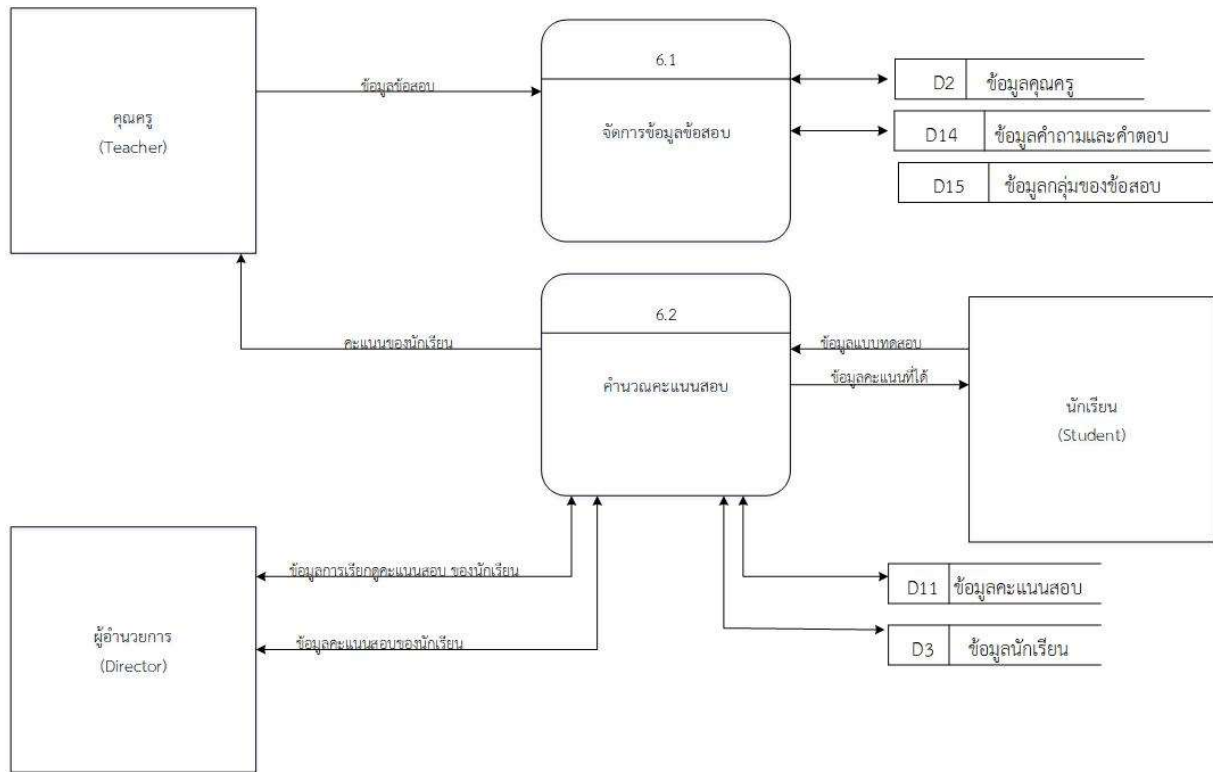 6.1
ข้อมูลข้อสอบ
D2 ข้อมูลคุณครู
คุณครู
(Teacher)
จัดการข้อมูลข้อสอบ
D14 ข้อมูลคำถามและคำตอบ
D15 ข้อมูลกลุ่มของข้อสอบ
6.2
คะแนนของนักเรียน
ข้อมูลแบบทดสอบ
ข้อมูลคะแนนที่ได้
คำนวณคะแนนสอบ
นักเรียน
(Student)
ข้อมูลการเรียกดูคะแนนสอบ ของนักเรียน
D11 ข้อมูลคะแนนสอบ
ผู้อำนวยการ
(Director)
ข้อมูลคะแนนสอบของนักเรียน
D3 ข้อมูลนักเรียน